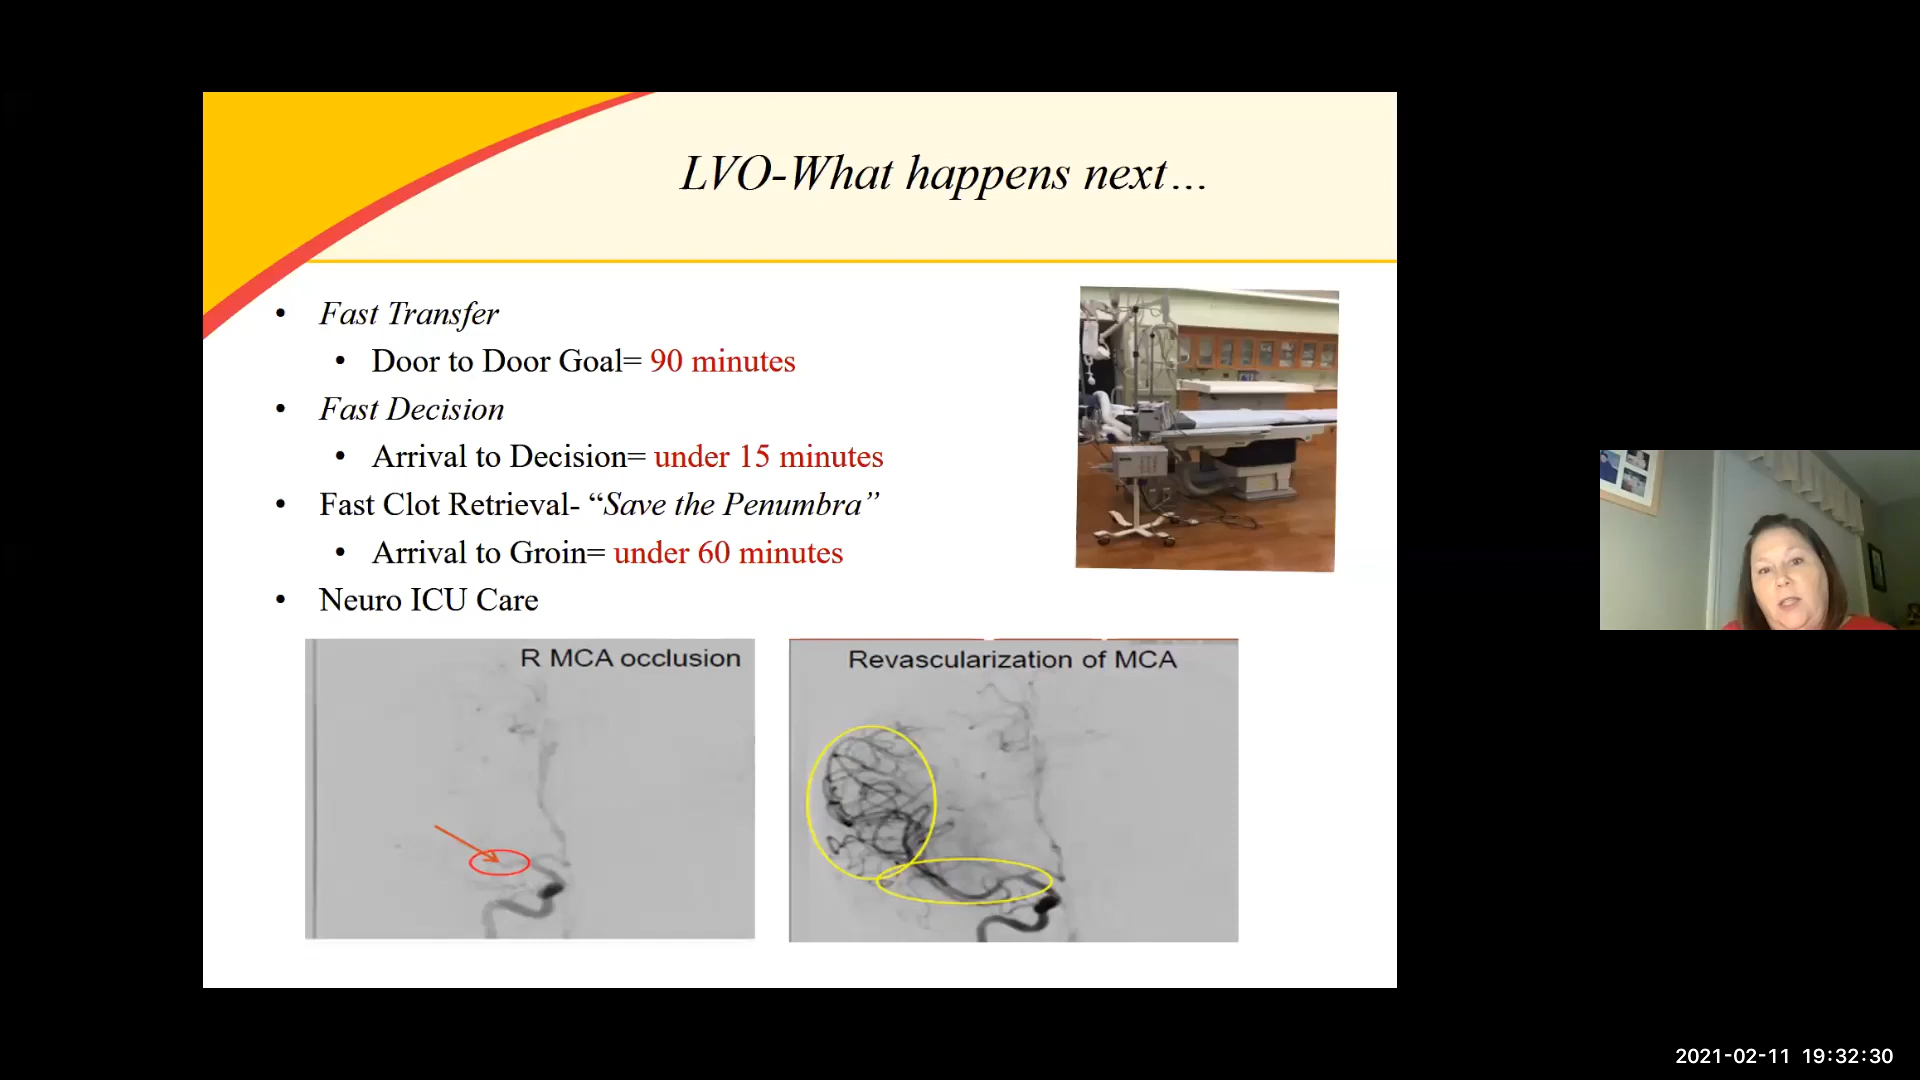 LVO-What happens next…
• Fast Transfer
• Door to Door Goal= 90 minutes
• Fast Decision
• Arrival to Decision= under 15 minutes
• Fast Clot Retrieval- “Save the Penumbra”
• Arrival to Groin= under 60 minutes
• Neuro ICU Care
R MCA occlusion
Revascularization of MCA
2021-02-11 19:32:30